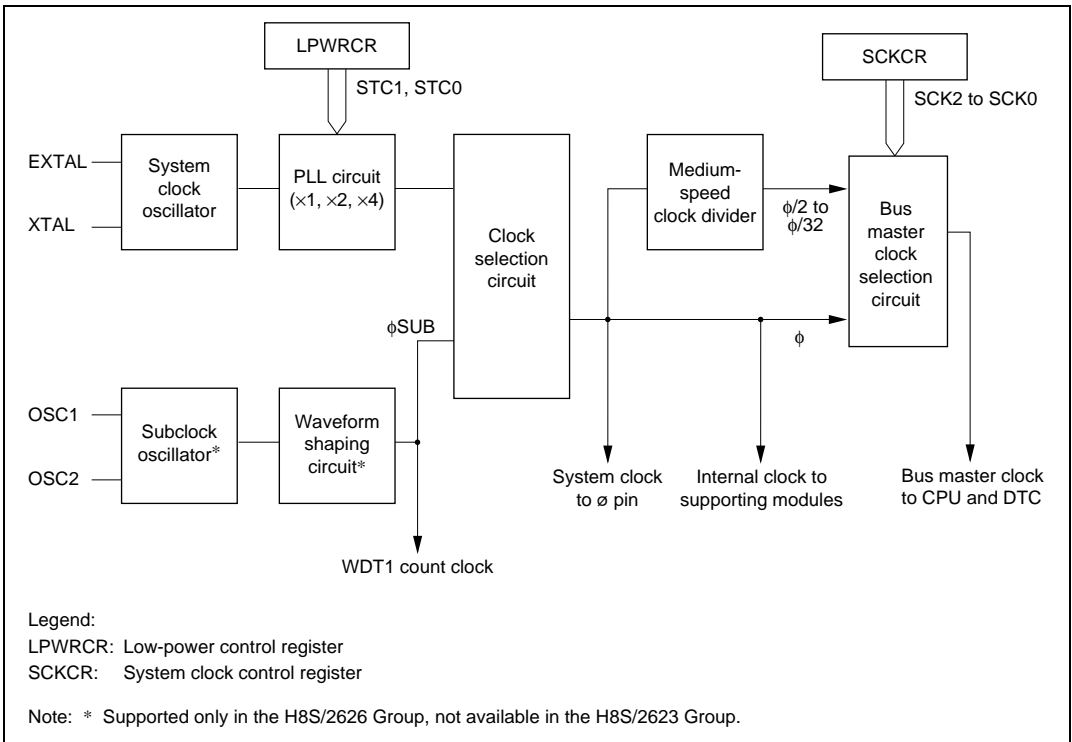 LPWRCR
STC1, STC0
SCKCR
SCK2 to SCK0
EXTAL
XTAL
System
clock
oscillator
PLL circuit
(×1, ×2, ×4)
Clock
selection
circuit
Medium-
speed
clock divider
ϕ/2 to
ϕ/32
Bus
master
clock
selection
circuit
ϕSUB
ϕ
OSC1
OSC2
Subclock
oscillator*
Waveform
shaping
circuit*
System clock
to ø pin
Internal clock to
supporting modules
Bus master clock
to CPU and DTC
WDT1 count clock
Legend:
LPWRCR: Low-power control register
SCKCR: System clock control register
Note: * Supported only in the H8S/2626 Group, not available in the H8S/2623 Group.